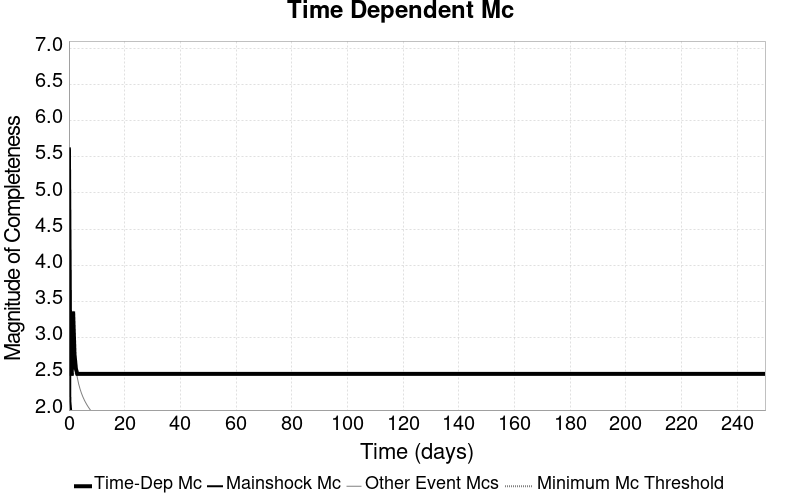 Time Dependent Mc
Magnitude of Completeness
7.0
6.5
6.0
5.5
5.0
4.5
4.0
3.5
3.0
2.5
2.0
0 20 40 60 80 100 120 140 160 180 200 220 240
Time (days)
Time-Dep Mc Mainshock Mc Other Event Mcs Minimum Mc Threshold